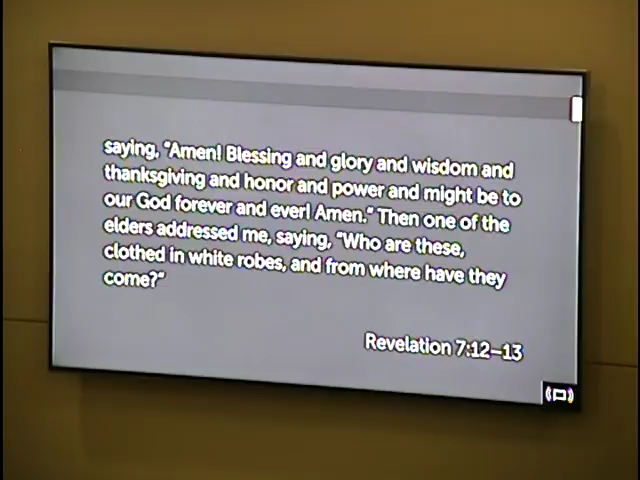 saying, “Amen! Blessing and glory and wisdom and
thanksgiving and honor and power and might be to
our God forever and ever! Amen.” Then one of the
elders addressed me, saying, “Who are these,
clothed in white robes, and from where have they
come?”
Revelation 7:12–13